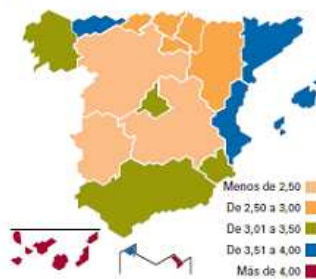 Menos de 2,50
De 2,50 a 3,00
De 3,01 a 3,50
De 3,51 a 4,00
Más de 4,00